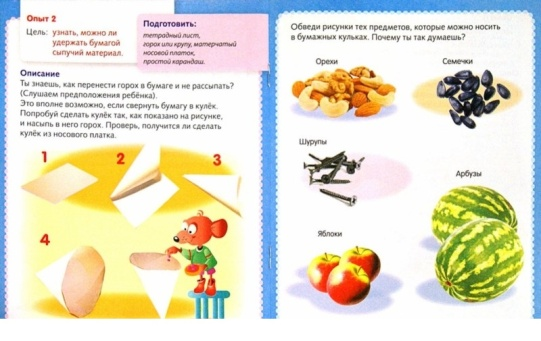 Опыт 2
Цель: узнать, можно ли
удержать бумагой
сыпучий материал.
Подготовить:
тетрадный лист,
горох или крупу, матерчатый
носовой платок,
простой карандаш.
Описание
Ты знаешь, как перенести горох в бумаге и не рассыпать?
(Слушаем предположения ребёнка).
Это вполне возможно, если свернуть бумагу в кулёк.
Попробуй сделать кулёк так, как показано на рисунке,
и насыпь в него горох. Проверь, получится ли сделать
кулёк из носового платка.
1
2
3
4
Обведи рисунки тех предметов, которые можно носить
в бумажных кульках. Почему ты так думаешь?
Орехи
Семечки
Шурупы
Арбузы
Яблоки